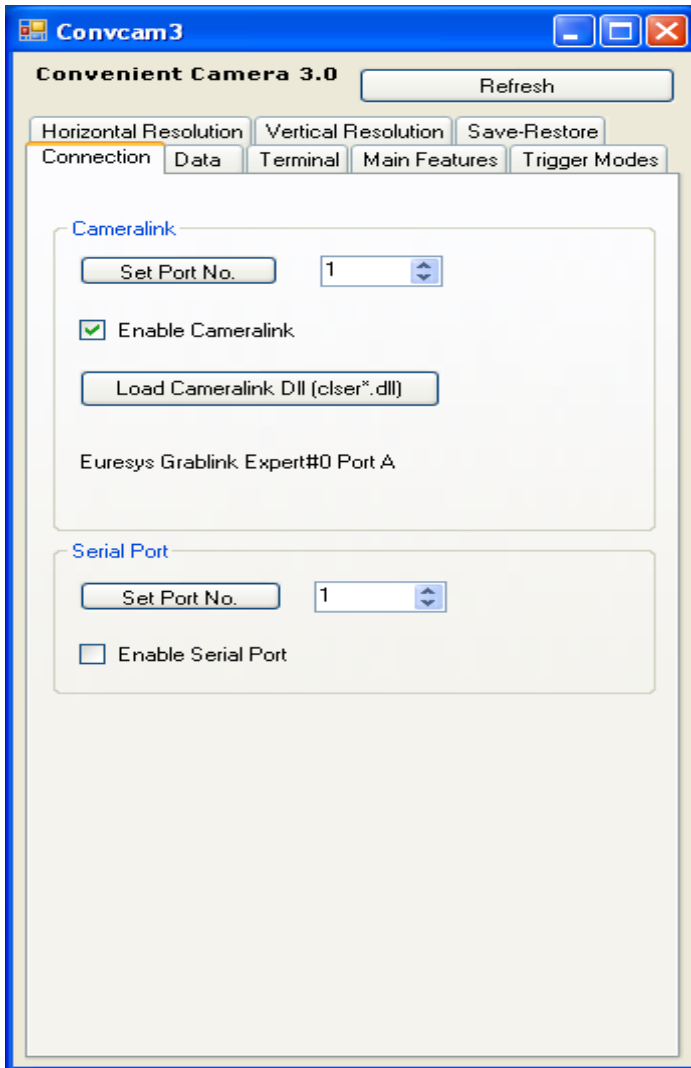 Convcam3
Convenient Camera 3.0
Refresh
Horizontal Resolution Vertical Resolution Save-Restore
Connection Data Terminal Main Features Trigger Modes
Cameralink
Set Port No. 1
Enable Cameralink
Load Cameralink Dll (clser*.dll)
Euresys Grablink Expert#0 Port A
Serial Port
Set Port No. 1
Enable Serial Port